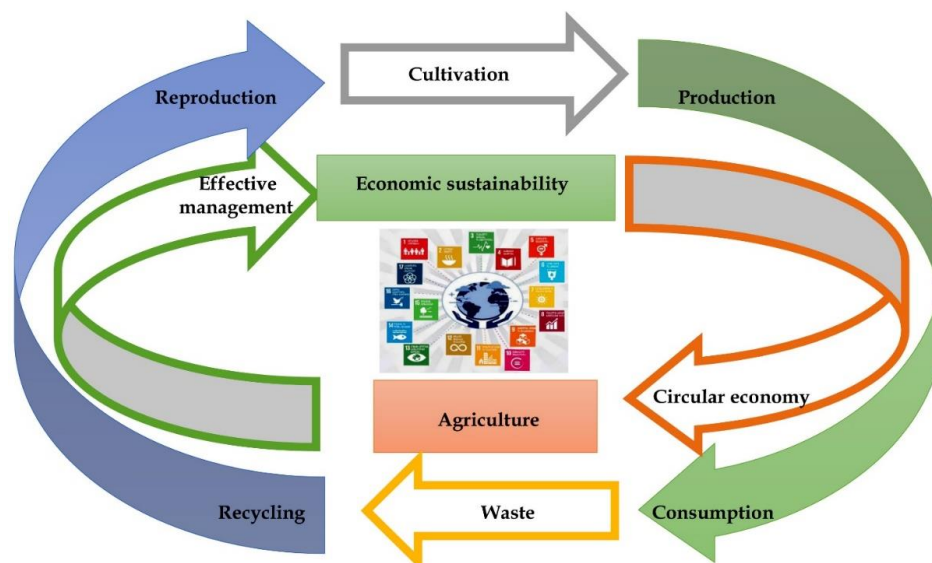 Cultivation
Reproduction
Production
Effective
management
Economic sustainability
Circular economy
Agriculture
Recycling
Waste
Consumption